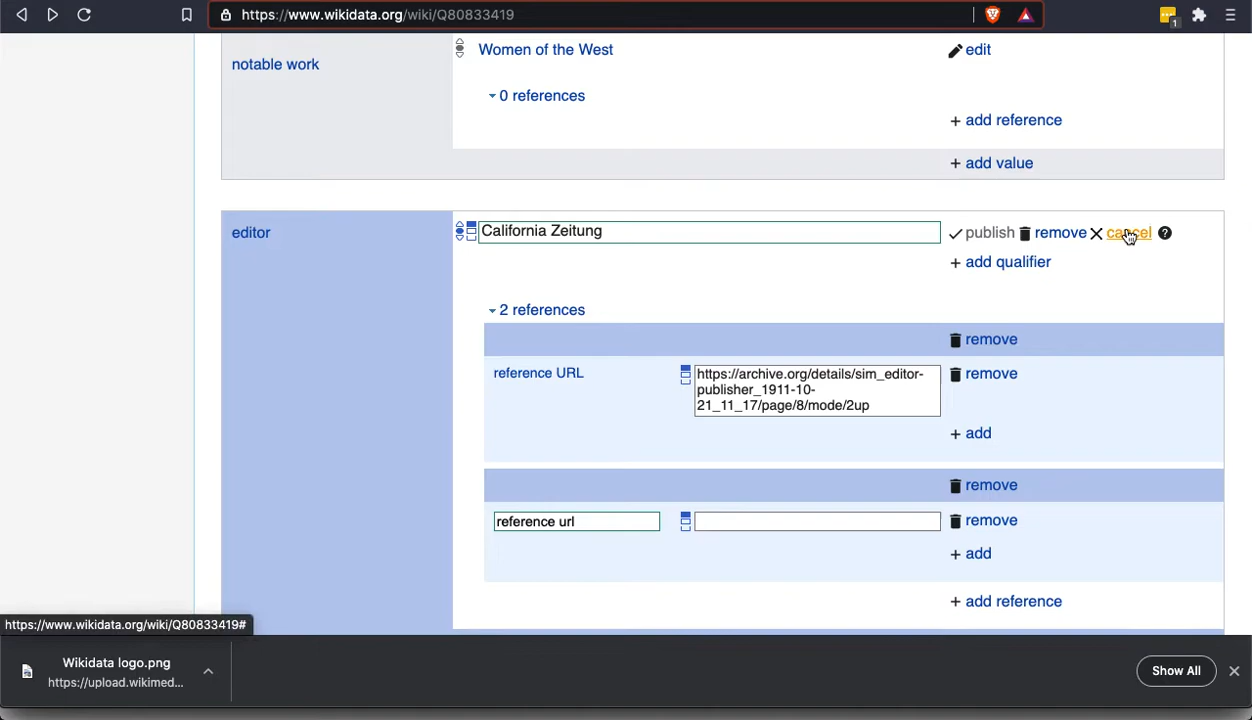 https://www.wikidata.org/wiki/Q80833419
1
notable work
Women of the West
edit
0 references
+ add reference
+ add value
editor
California Zeitung
publish remove cancel ?
+ add qualifier
2 references
remove
reference URL
https://archive.org/details/sim_editor-
publisher_1911-10-
21_11_17/page/8/mode/2up
remove
+ add
remove
reference url
remove
+ add
+ add reference
https://www.wikidata.org/wiki/Q80833419#
Wikidata logo.png
https://upload.wikimed...
Show All